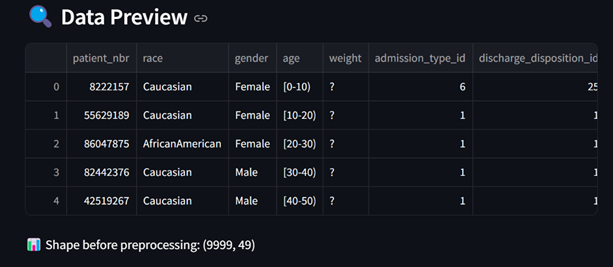 Data Preview
patient_nbr race gender age weight admission_type_id discharge_disposition_id
0 8222157 Caucasian Female [0-10) ? 6 25
1 55629189 Caucasian Female [10-20) ? 1 1
2 86047875 AfricanAmerican Female [20-30) ? 1 1
3 82442376 Caucasian Male [30-40) ? 1 1
4 42519267 Caucasian Male [40-50) ? 1 1
Shape before preprocessing: (9999, 49)